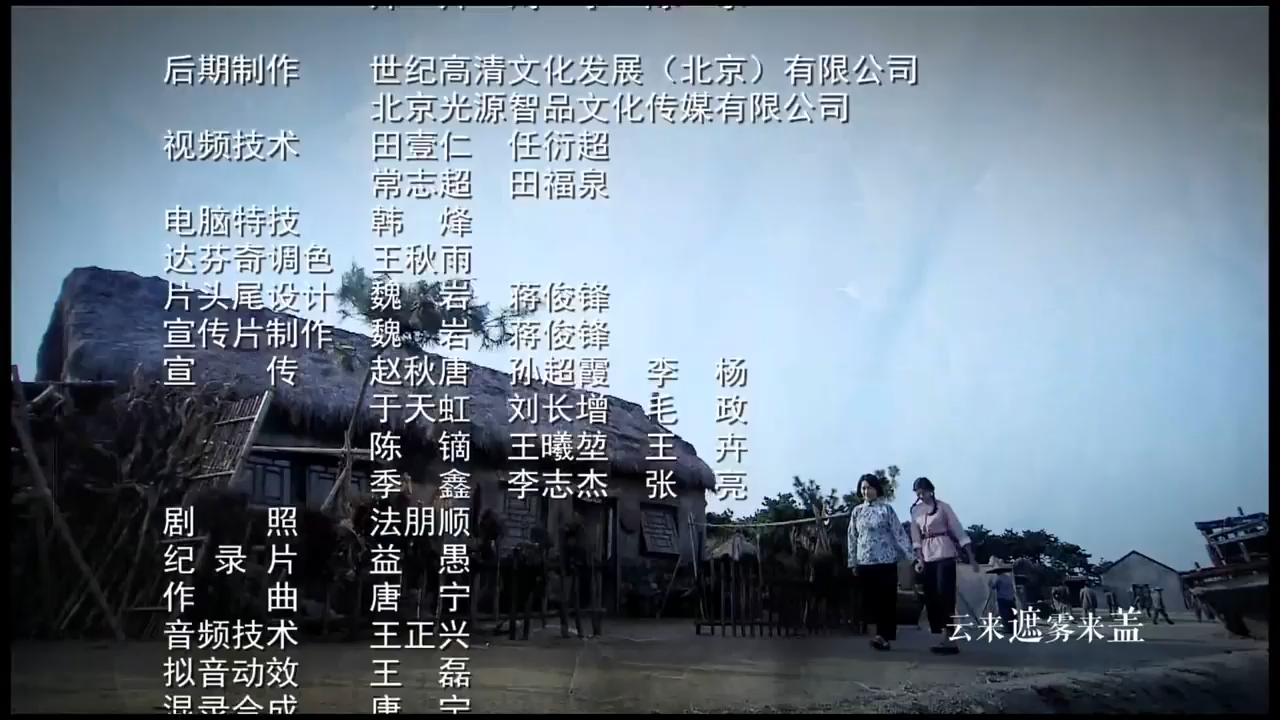 后期制作 世纪高清文化发展（北京）有限公司
北京光源智品文化传媒有限公司
视频技术 田壹仁 任衍超
常志超 田福泉
电脑特技 韩 烽
达芬奇调色 王秋雨
片头尾设计 魏 岩 蒋俊锋
宣传片制作 魏 岩 蒋俊锋
宣 传 赵秋唐 孙超霞 李 杨
于天虹 刘长增 毛 政
陈 镝 王曦堃 王 卉
季 鑫 李志杰 张 亮
剧 照 法朋顺
纪 录 片 益 愚
作 曲 唐 宁
音频技术 王正兴
拟音动效 王 磊
混录合成 唐 宁
云来遮雾来盖